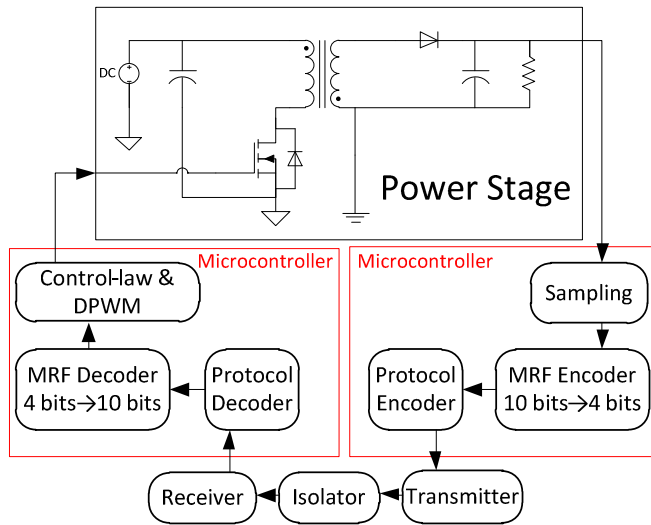 DC
Power Stage
Microcontroller
Control-law &
DPWM
MRF Decoder
4 bits→10 bits
Protocol
Decoder
Microcontroller
Sampling
Protocol
Encoder
MRF Encoder
10 bits→4 bits
Receiver
Isolator
Transmitter